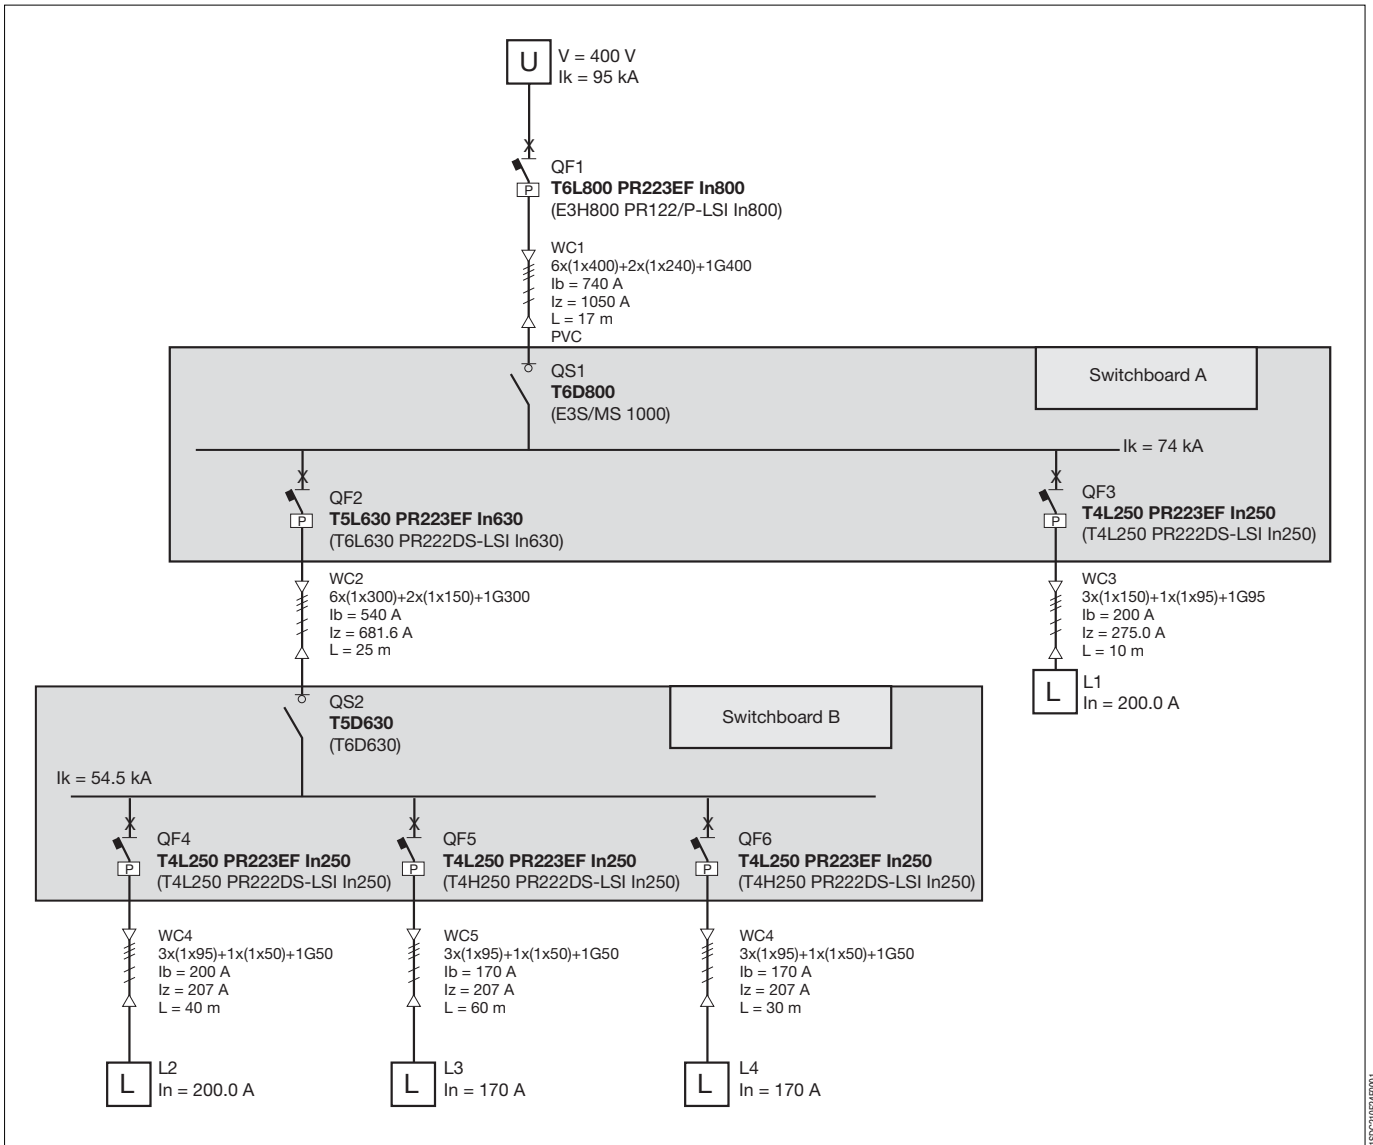 U
V = 400 V
Ik = 95 kA
QF1
P
T6L800 PR223EF In800
(E3H800 PR122/P-LSI In800)
WC1
6x(1x400)+2x(1x240)+1G400
Ib = 740 A
Iz = 1050 A
L = 17 m
PVC
QS1
T6D800
(E3S/MS 1000)
Switchboard A
Ik = 74 kA
QF2
P
T5L630 PR223EF In630
(T6L630 PR222DS-LSI In630)
QF3
P
T4L250 PR223EF In250
(T4L250 PR222DS-LSI In250)
WC2
6x(1x300)+2x(1x150)+1G300
Ib = 540 A
Iz = 681.6 A
L = 25 m
WC3
3x(1x150)+1x(1x95)+1G95
Ib = 200 A
Iz = 275.0 A
L = 10 m
L
L1
In = 200.0 A
QS2
T5D630
(T6D630)
Switchboard B
Ik = 54.5 kA
QF4
P
T4L250 PR223EF In250
(T4L250 PR222DS-LSI In250)
QF5
P
T4L250 PR223EF In250
(T4H250 PR222DS-LSI In250)
QF6
P
T4L250 PR223EF In250
(T4H250 PR222DS-LSI In250)
WC4
3x(1x95)+1x(1x50)+1G50
Ib = 200 A
Iz = 207 A
L = 40 m
WC5
3x(1x95)+1x(1x50)+1G50
Ib = 170 A
Iz = 207 A
L = 60 m
WC4
3x(1x95)+1x(1x50)+1G50
Ib = 170 A
Iz = 207 A
L = 30 m
L
L2
In = 200.0 A
L
L3
In = 170 A
L
L4
In = 170 A